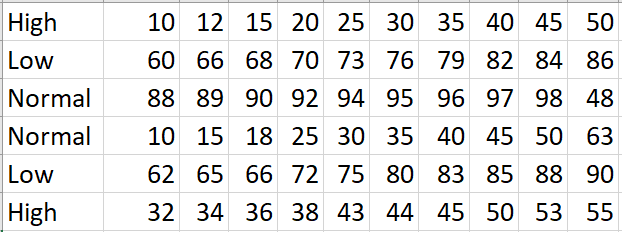 High 10 12 15 20 25 30 35 40 45 50
Low 60 66 68 70 73 76 79 82 84 86
Normal 88 89 90 92 94 95 96 97 98 48
Normal 10 15 18 25 30 35 40 45 50 63
Low 62 65 66 72 75 80 83 85 88 90
High 32 34 36 38 43 44 45 50 53 55